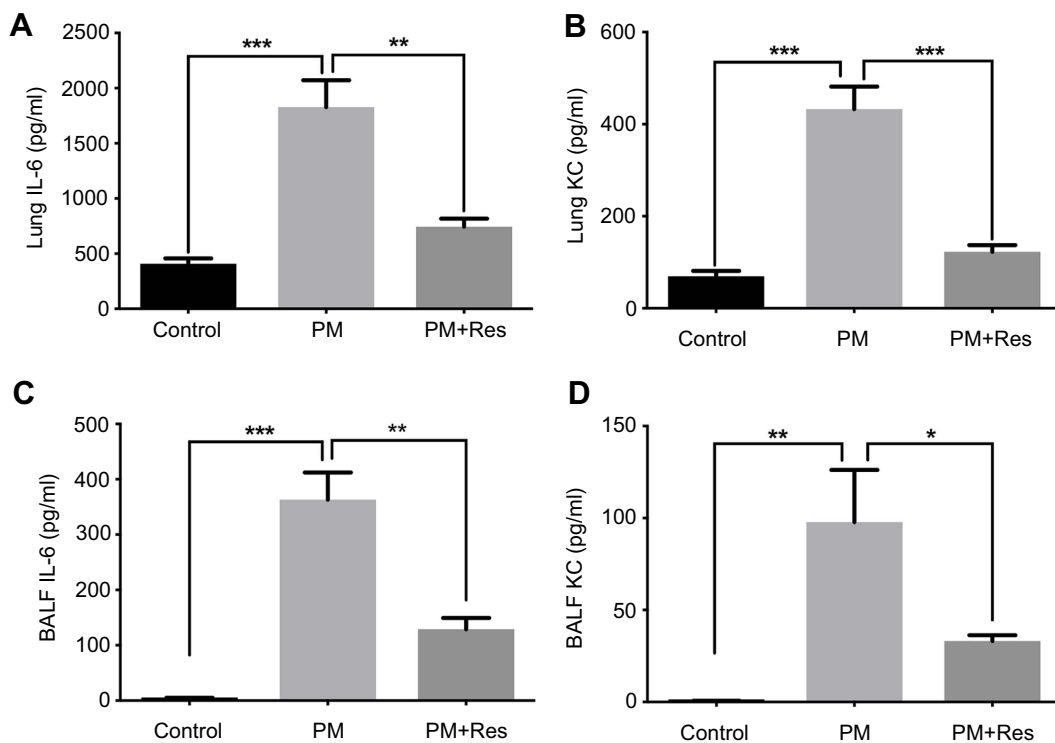 A
Lung IL-6 (pg/ml)
2500
2000
1500
1000
500
0
***
**
Control
PM
PM+Res
B
Lung KC (pg/ml)
600
400
200
0
***
***
Control
PM
PM+Res
C
BALF IL-6 (pg/ml)
500
400
300
200
100
0
***
**
Control
PM
PM+Res
D
BALF KC (pg/ml)
150
100
50
0
**
*
Control
PM
PM+Res